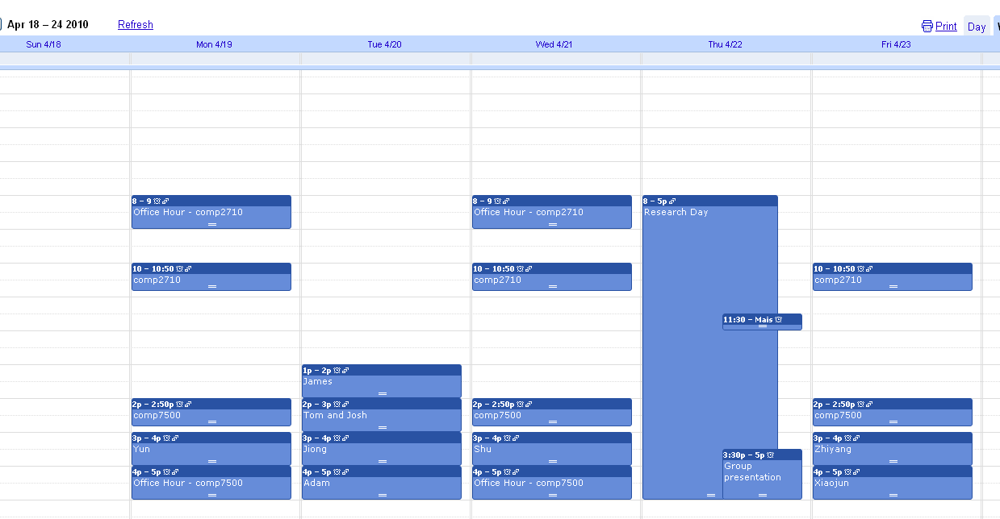 Apr 18 – 24 2010 Refresh Print Day
Sun 4/18 Mon 4/19 Tue 4/20 Wed 4/21 Thu 4/22 Fri 4/23
8 – 9
Office Hour - comp2710
10 – 10:50
comp2710
2p – 2:50p
comp7500
3p – 4p
Yun
4p – 5p
Office Hour - comp7500
1p – 2p
James
2p – 3p
Tom and Josh
3p – 4p
Jiong
4p – 5p
Adam
8 – 9
Office Hour - comp2710
10 – 10:50
comp2710
2p – 2:50p
comp7500
3p – 4p
Shu
4p – 5p
Office Hour - comp7500
8 – 5p
Research Day
11:30 – Mais
3:30p – 5p
Group
presentation
10 – 10:50
comp2710
2p – 2:50p
comp7500
3p – 4p
Zhiyang
4p – 5p
Xiaojun